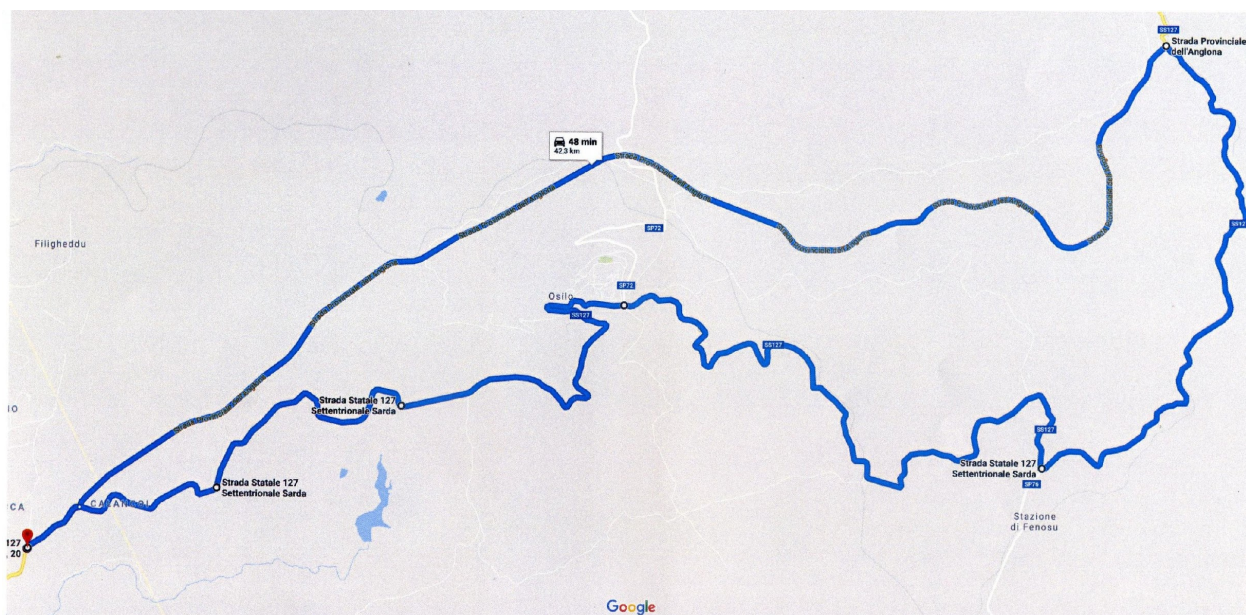 SS127
Strada Provinciale
dell'Anglona
48 min
42.3 km
Filigheddu
SP72
SS127
Osilo
SP72
SS127
SS127
Strada Statale 127
Settentrionale Sarda
SS127
Strada Statale 127
Settentrionale Sarda
Strada Statale 127
Settentrionale Sarda
SP76
Stazione
di Fenosu
127
, 20
Google